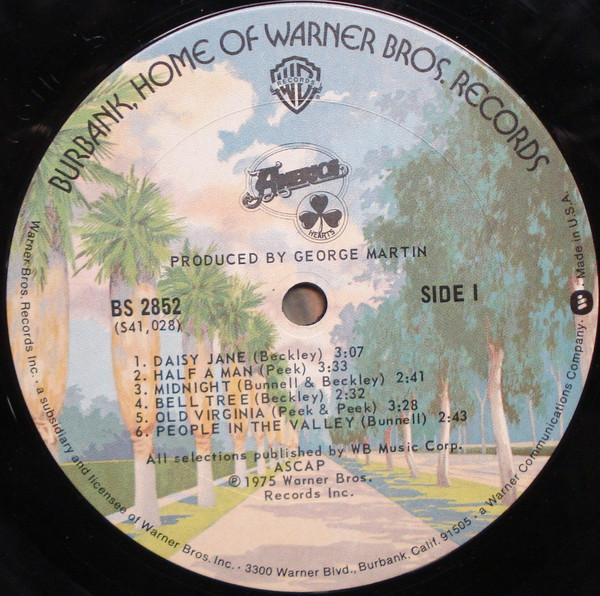 BURBANK, HOME OF WARNER BROS. RECORDS
RECORDS
America
HEARTS
PRODUCED BY GEORGE MARTIN
BS 2852
(S41,028)
SIDE 1
1. DAISY JANE (Beckley) 3:07
2. HALF A MAN (Peek) 3:33
3. MIDNIGHT (Bunnell & Beckley) 2:41
4. BELL TREE (Beckley) 2:32
5. OLD VIRGINIA (Peek & Peek) 3:28
6. PEOPLE IN THE VALLEY (Bunnell) 2:43
All selections published by WB Music Corp.
ASCAP
℗ 1975 Warner Bros.
Records Inc.
Warner Bros. Records Inc. · a subsidiary and licensee of Warner Bros. Inc. · 3300 Warner Blvd., Burbank, Calif. 91505 · a Warner Communications Company · Made in U.S.A.